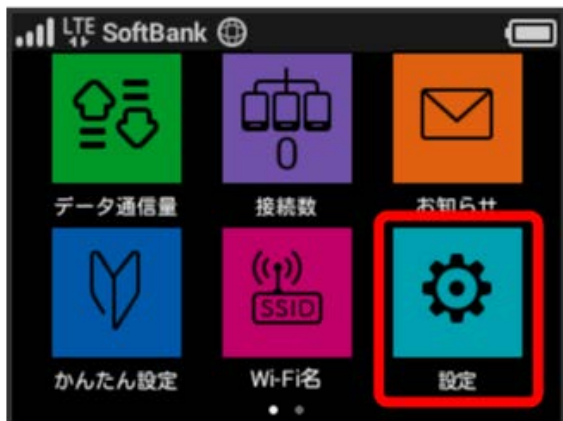 LTE SoftBank
0
データ通信量 接続数 お知らせ
SSID
かんたん設定 Wi-Fi名 設定